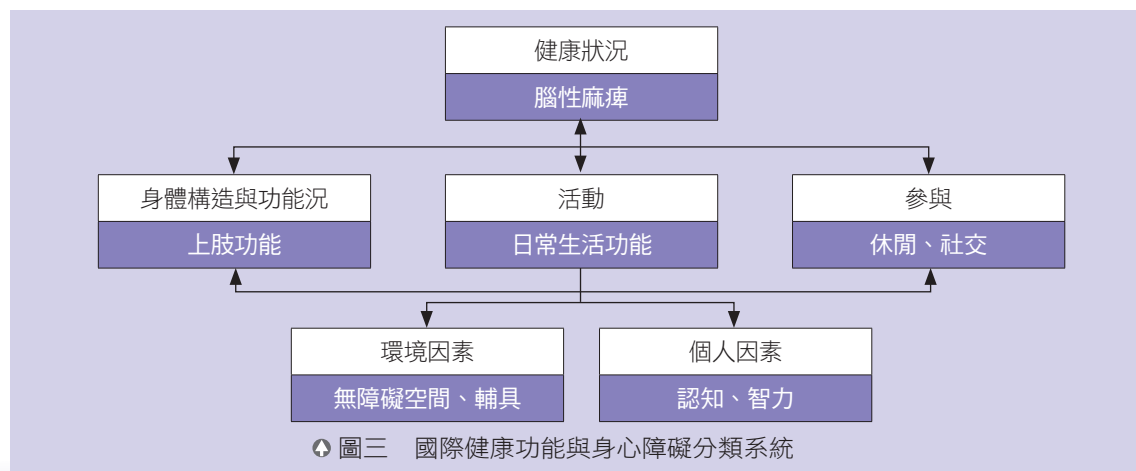 健康狀況
腦性麻痺
身體構造與功能況
上肢功能
活動
日常生活功能
參與
休閒、社交
環境因素
無障礙空間、輔具
個人因素
認知、智力
圖三 國際健康功能與身心障礙分類系統